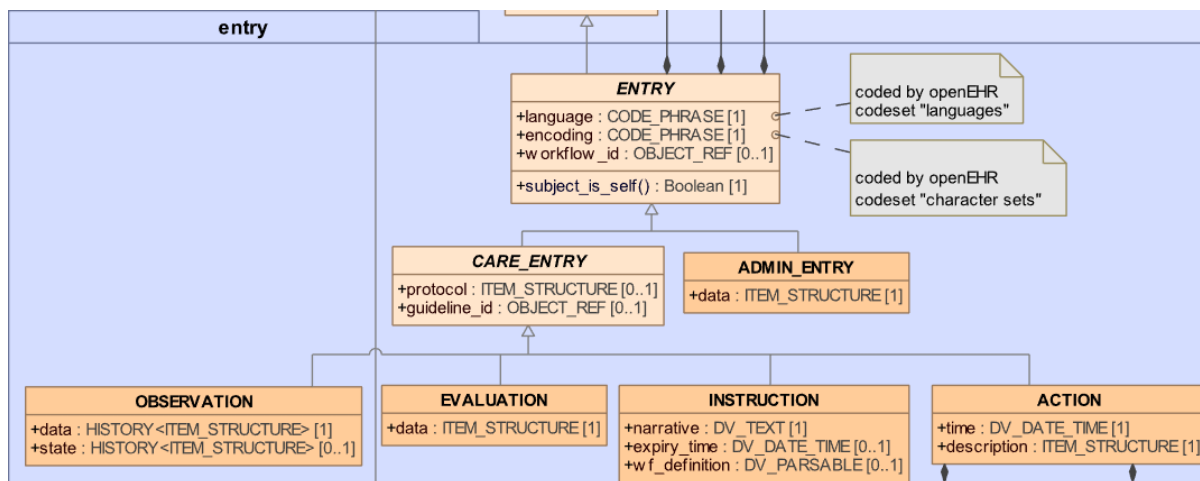 entry
ENTRY
+language : CODE_PHRASE [1]
+encoding : CODE_PHRASE [1]
+workflow_id : OBJECT_REF [0..1]
+subject_is_self() : Boolean [1]
coded by openEHR
codeset "languages"
coded by openEHR
codeset "character sets"
CARE_ENTRY
+protocol : ITEM_STRUCTURE [0..1]
+guideline_id : OBJECT_REF [0..1]
ADMIN_ENTRY
+data : ITEM_STRUCTURE [1]
OBSERVATION
+data : HISTORY<ITEM_STRUCTURE> [1]
+state : HISTORY<ITEM_STRUCTURE> [0..1]
EVALUATION
+data : ITEM_STRUCTURE [1]
INSTRUCTION
+narrative : DV_TEXT [1]
+expiry_time : DV_DATE_TIME [0..1]
+wf_definition : DV_PARSABLE [0..1]
ACTION
+time : DV_DATE_TIME [1]
+description : ITEM_STRUCTURE [1]